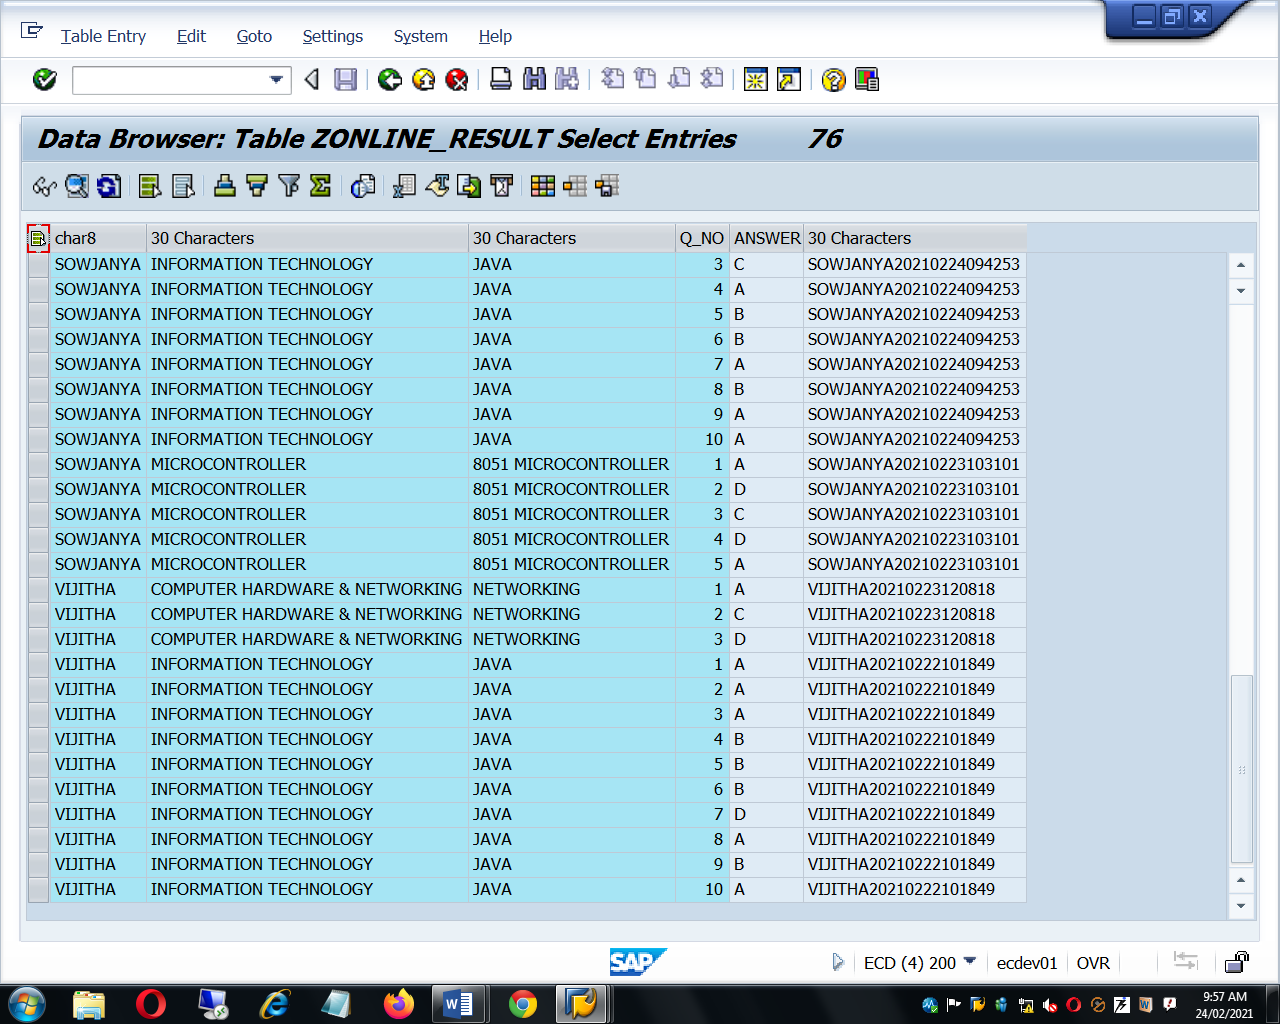 Table Entry Edit Goto Settings System Help
Data Browser: Table ZONLINE_RESULT Select Entries 76
char8 30 Characters 30 Characters Q_NO ANSWER 30 Characters
SOWJANYA INFORMATION TECHNOLOGY JAVA 3 C SOWJANYA20210224094253
SOWJANYA INFORMATION TECHNOLOGY JAVA 4 A SOWJANYA20210224094253
SOWJANYA INFORMATION TECHNOLOGY JAVA 5 B SOWJANYA20210224094253
SOWJANYA INFORMATION TECHNOLOGY JAVA 6 B SOWJANYA20210224094253
SOWJANYA INFORMATION TECHNOLOGY JAVA 7 A SOWJANYA20210224094253
SOWJANYA INFORMATION TECHNOLOGY JAVA 8 B SOWJANYA20210224094253
SOWJANYA INFORMATION TECHNOLOGY JAVA 9 A SOWJANYA20210224094253
SOWJANYA INFORMATION TECHNOLOGY JAVA 10 A SOWJANYA20210224094253
SOWJANYA MICROCONTROLLER 8051 MICROCONTROLLER 1 A SOWJANYA20210223103101
SOWJANYA MICROCONTROLLER 8051 MICROCONTROLLER 2 D SOWJANYA20210223103101
SOWJANYA MICROCONTROLLER 8051 MICROCONTROLLER 3 C SOWJANYA20210223103101
SOWJANYA MICROCONTROLLER 8051 MICROCONTROLLER 4 D SOWJANYA20210223103101
SOWJANYA MICROCONTROLLER 8051 MICROCONTROLLER 5 A SOWJANYA20210223103101
VIJITHA COMPUTER HARDWARE & NETWORKING NETWORKING 1 A VIJITHA20210223120818
VIJITHA COMPUTER HARDWARE & NETWORKING NETWORKING 2 C VIJITHA20210223120818
VIJITHA COMPUTER HARDWARE & NETWORKING NETWORKING 3 D VIJITHA20210223120818
VIJITHA INFORMATION TECHNOLOGY JAVA 1 A VIJITHA20210222101849
VIJITHA INFORMATION TECHNOLOGY JAVA 2 A VIJITHA20210222101849
VIJITHA INFORMATION TECHNOLOGY JAVA 3 A VIJITHA20210222101849
VIJITHA INFORMATION TECHNOLOGY JAVA 4 B VIJITHA20210222101849
VIJITHA INFORMATION TECHNOLOGY JAVA 5 B VIJITHA20210222101849
VIJITHA INFORMATION TECHNOLOGY JAVA 6 B VIJITHA20210222101849
VIJITHA INFORMATION TECHNOLOGY JAVA 7 D VIJITHA20210222101849
VIJITHA INFORMATION TECHNOLOGY JAVA 8 A VIJITHA20210222101849
VIJITHA INFORMATION TECHNOLOGY JAVA 9 B VIJITHA20210222101849
VIJITHA INFORMATION TECHNOLOGY JAVA 10 A VIJITHA20210222101849
SAP ECD (4) 200 ecdev01 OVR
9:57 AM
24/02/2021